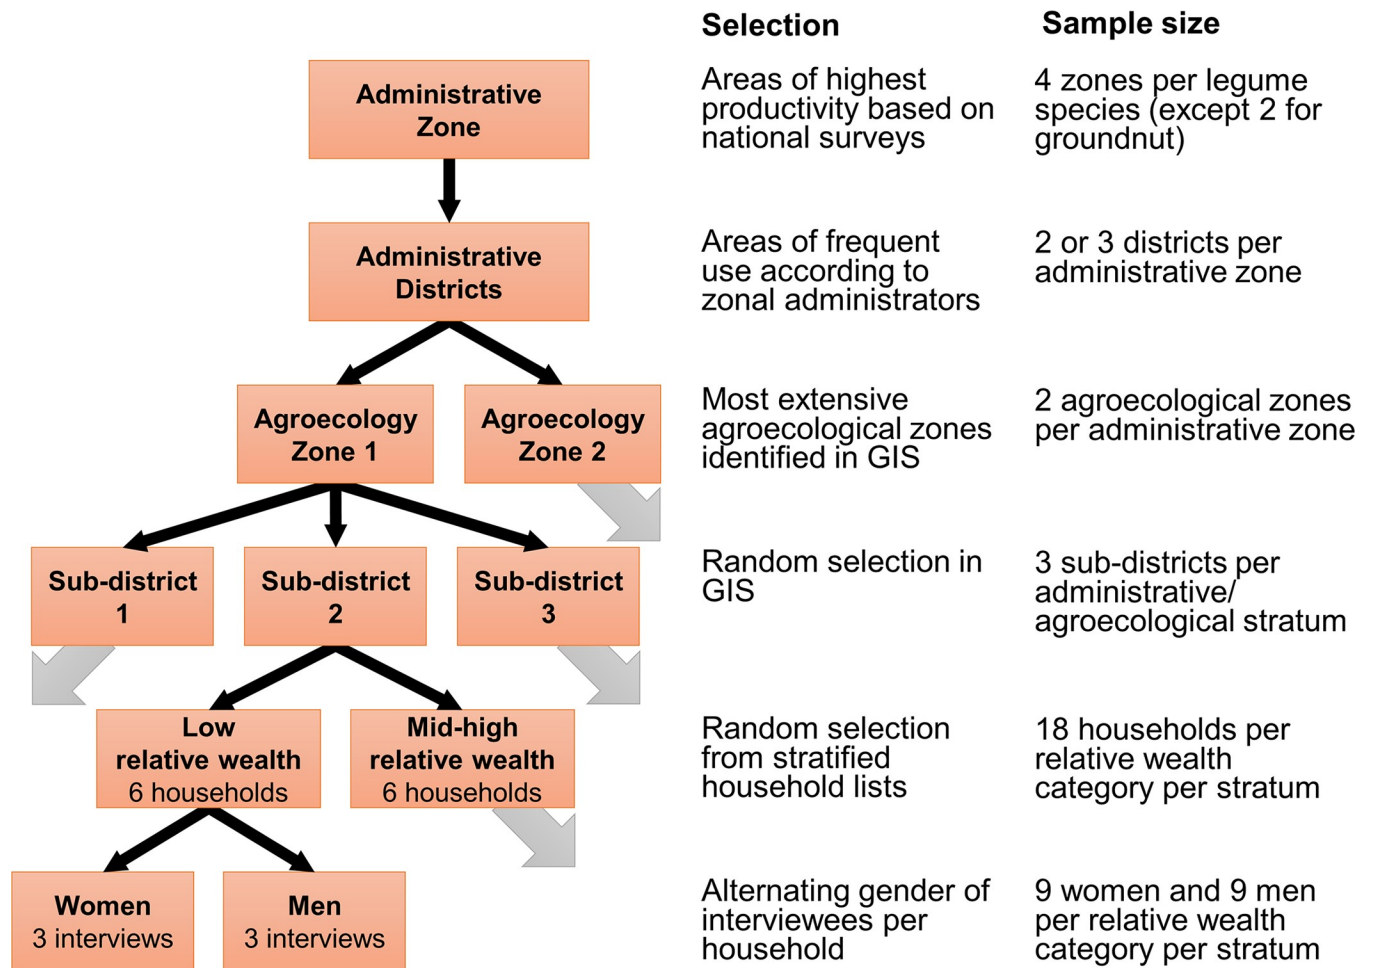 Selection
Sample size
Administrative
Zone
Areas of highest
productivity based on
national surveys
4 zones per legume
species (except 2 for
groundnut)
Administrative
Districts
Areas of frequent
use according to
zonal administrators
2 or 3 districts per
administrative zone
Agroecology
Zone 1
Agroecology
Zone 2
Most extensive
agroecological zones
identified in GIS
2 agroecological zones
per administrative zone
Sub-district
1
Sub-district
2
Sub-district
3
Random selection in
GIS
3 sub-districts per
administrative/
agroecological stratum
Low
relative wealth
6 households
Mid-high
relative wealth
6 households
Random selection
from stratified
household lists
18 households per
relative wealth
category per stratum
Women
3 interviews
Men
3 interviews
Alternating gender of
interviewees per
household
9 women and 9 men
per relative wealth
category per stratum